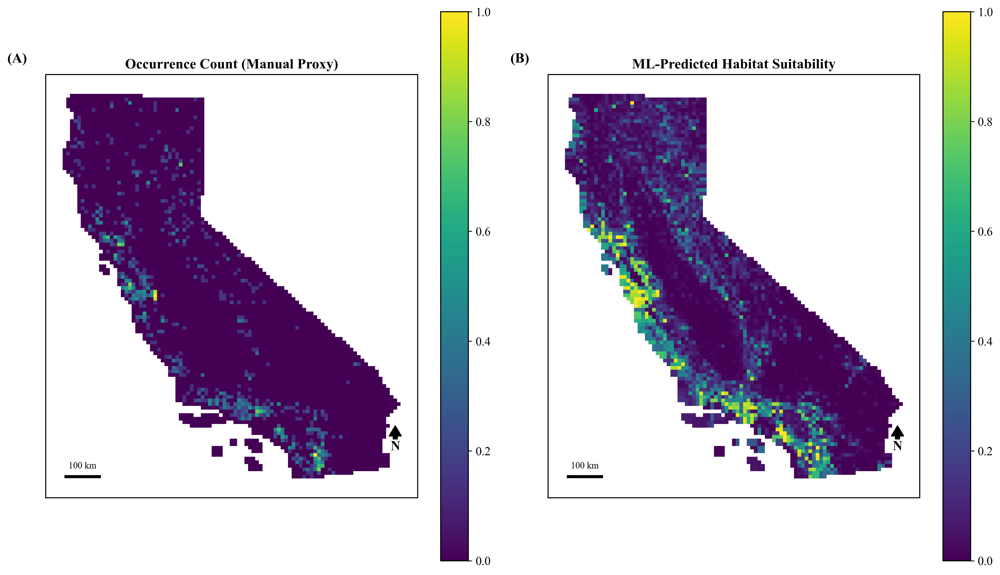 (A)
Occurrence Count (Manual Proxy)
1.0
0.8
0.6
0.4
0.2
0.0
N
100 km
(B)
ML-Predicted Habitat Suitability
1.0
0.8
0.6
0.4
0.2
0.0
N
100 km